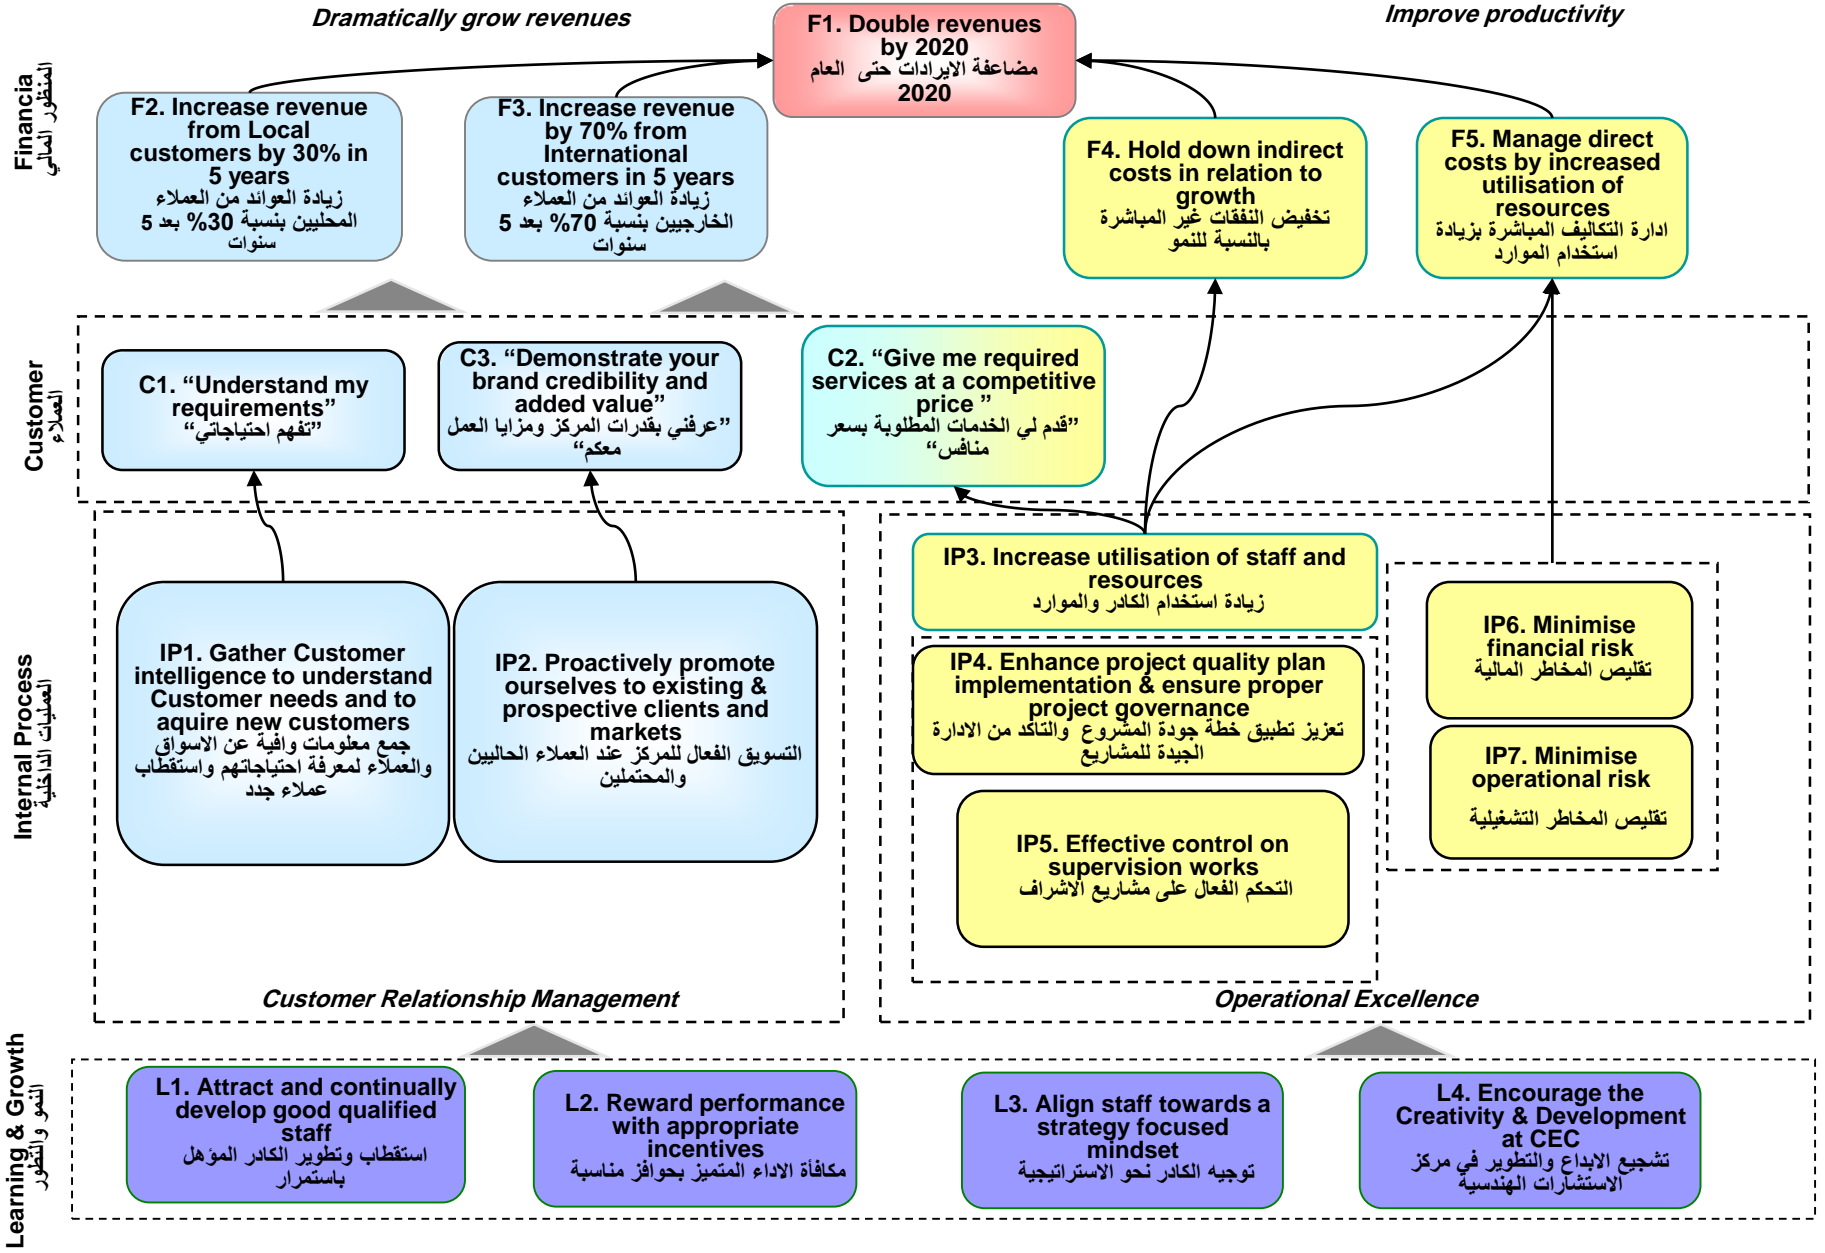 Dramatically grow revenues
Improve productivity
Financia
المنظور المالي
F1. Double revenues
by 2020
مضاعفة الايرادات حتى العام
2020
F2. Increase revenue
from Local
customers by 30% in
5 years
زيادة العوائد من العملاء
المحليين بنسبة 30% بعد 5
سنوات
F3. Increase revenue
by 70% from
International
customers in 5 years
زيادة العوائد من العملاء
الخارجيين بنسبة 70% بعد 5
سنوات
F4. Hold down indirect
costs in relation to
growth
تخفيض النفقات غير المباشرة
بالنسبة للنمو
F5. Manage direct
costs by increased
utilisation of
resources
ادارة التكاليف المباشرة بزيادة
استخدام الموارد
Customer
العملاء
C1. “Understand my
requirements”
”تفهم احتياجاتي“
C3. “Demonstrate your
brand credibility and
added value”
”عرفني بقدرات المركز ومزايا العمل
معكم“
C2. “Give me required
services at a competitive
price ”
”قدم لي الخدمات المطلوبة بسعر
منافس“
Internal Process
العمليات الداخلية
IP1. Gather Customer
intelligence to understand
Customer needs and to
aquire new customers
جمع معلومات وافية عن الاسواق
والعملاء لمعرفة احتياجاتهم واستقطاب
عملاء جدد
IP2. Proactively promote
ourselves to existing &
prospective clients and
markets
التسويق الفعال للمركز عند العملاء الحاليين
والمحتملين
IP3. Increase utilisation of staff and
resources
زيادة استخدام الكادر والموارد
IP4. Enhance project quality plan
implementation & ensure proper
project governance
تعزيز تطبيق خطة جودة المشروع والتاكد من الادارة
الجيدة للمشاريع
IP5. Effective control on
supervision works
التحكم الفعال على مشاريع الاشراف
IP6. Minimise
financial risk
تقليص المخاطر المالية
IP7. Minimise
operational risk
تقليص المخاطر التشغيلية
Customer Relationship Management
Operational Excellence
Learning & Growth
النمو والتطور
L1. Attract and continually
develop good qualified
staff
استقطاب وتطوير الكادر المؤهل
باستمرار
L2. Reward performance
with appropriate
incentives
مكافأة الاداء المتميز بحوافز مناسبة
L3. Align staff towards a
strategy focused
mindset
توجيه الكادر نحو الاستراتيجية
L4. Encourage the
Creativity & Development
at CEC
تشجيع الابداع والتطوير في مركز
الاستشارات الهندسية